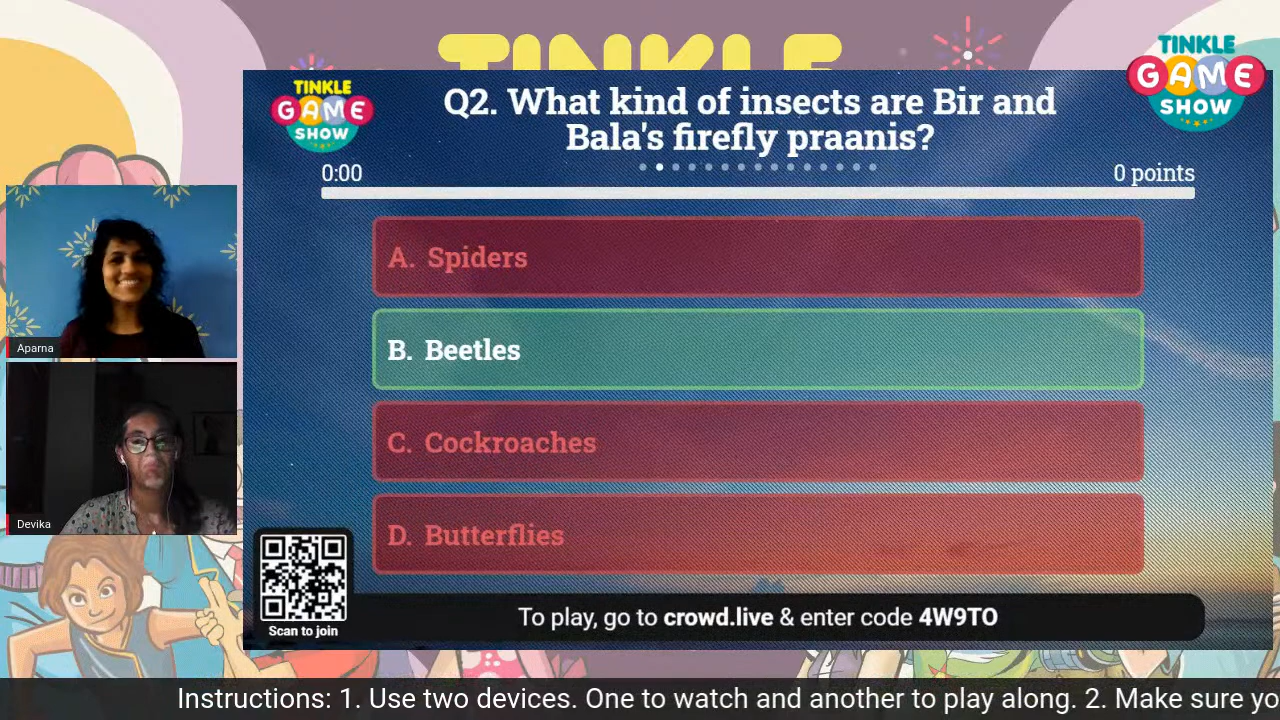 TINKLE
TINKLE
GAME
SHOW
TINKLE
GAME
SHOW
Q2. What kind of insects are Bir and
Bala's firefly praanis?
0:00
0 points
A. Spiders
B. Beetles
C. Cockroaches
D. Butterflies
Aparna
Devika
Scan to join
To play, go to crowd.live & enter code 4W9TO
Instructions: 1. Use two devices. One to watch and another to play along. 2. Make sure yo